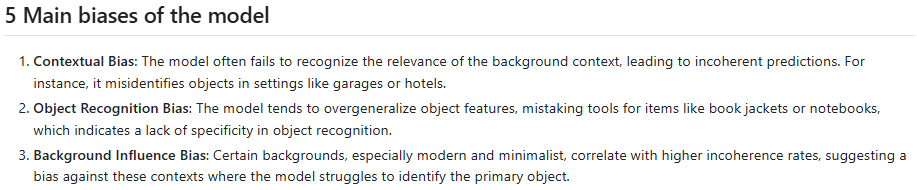 5 Main biases of the model
1. Contextual Bias: The model often fails to recognize the relevance of the background context, leading to incoherent predictions. For
instance, it misidentifies objects in settings like garages or hotels.
2. Object Recognition Bias: The model tends to overgeneralize object features, mistaking tools for items like book jackets or notebooks,
which indicates a lack of specificity in object recognition.
3. Background Influence Bias: Certain backgrounds, especially modern and minimalist, correlate with higher incoherence rates, suggesting a
bias against these contexts where the model struggles to identify the primary object.